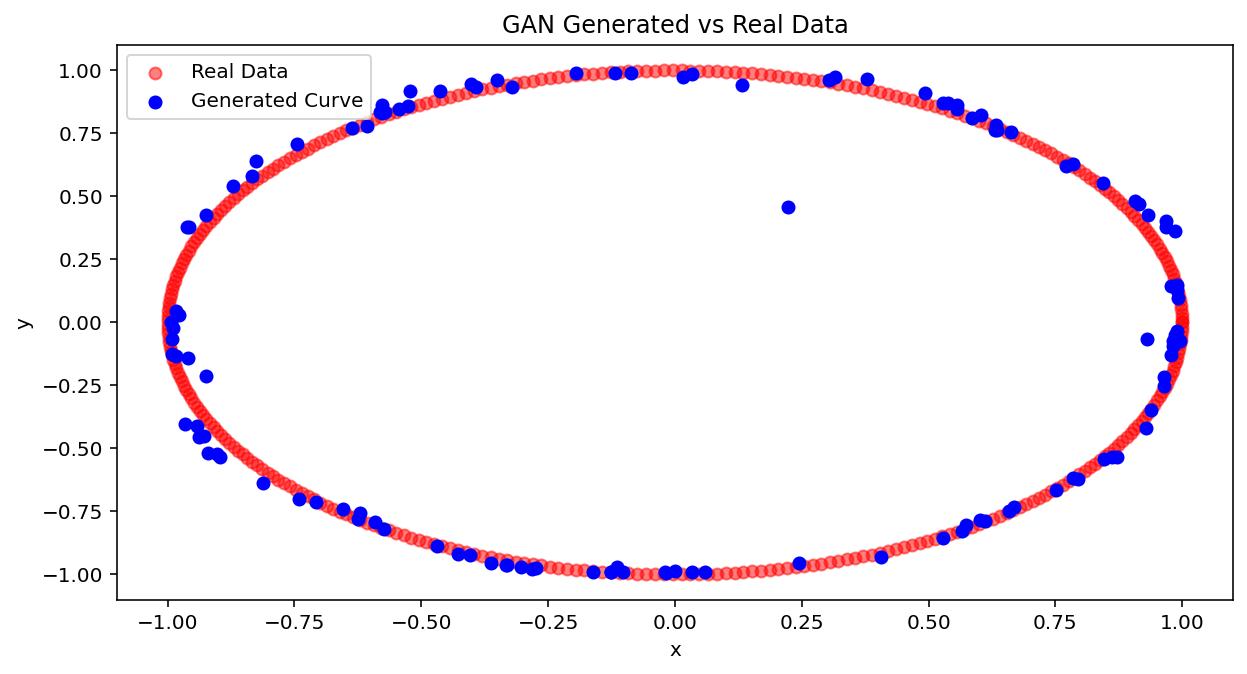 GAN Generated vs Real Data
Real Data
Generated Curve
y
1.00
0.75
0.50
0.25
0.00
−0.25
−0.50
−0.75
−1.00
−1.00 −0.75 −0.50 −0.25 0.00 0.25 0.50 0.75 1.00
x